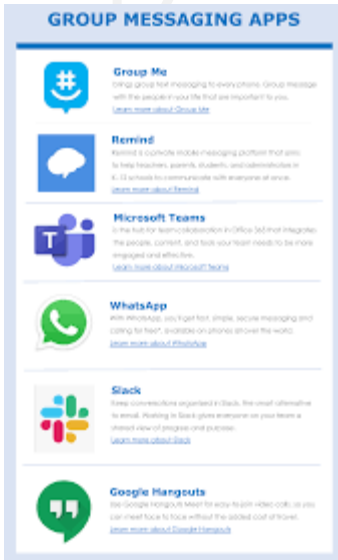 GROUP MESSAGING APPS
Group Me
brings group text messaging to every phone. Group message
with the people in your life that are important to you.
Learn more about Group Me
Remind
Remind is a private mobile messaging platform that aims
to help teachers, parents, students, and administrators in
K-12 schools to communicate with everyone at once.
Learn more about Remind
T
Microsoft Teams
is the hub for team collaboration in Office 365 that integrates
the people, content, and tools your team needs to be more
engaged and effective.
Learn more about Microsoft Teams
WhatsApp
With WhatsApp, you'll get fast, simple, secure messaging and
calling for free*, available on phones all over the world.
Learn more about WhatsApp
Slack
Keep conversations organized in Slack, the smart alternative
to email. Working in Slack gives everyone on your team a
shared view of progress and purpose.
Learn more about Slack
Google Hangouts
Use Google Hangouts Meet for easy-to-join video calls, so you
can meet face to face without the added cost of travel.
Learn more about Google Hangouts